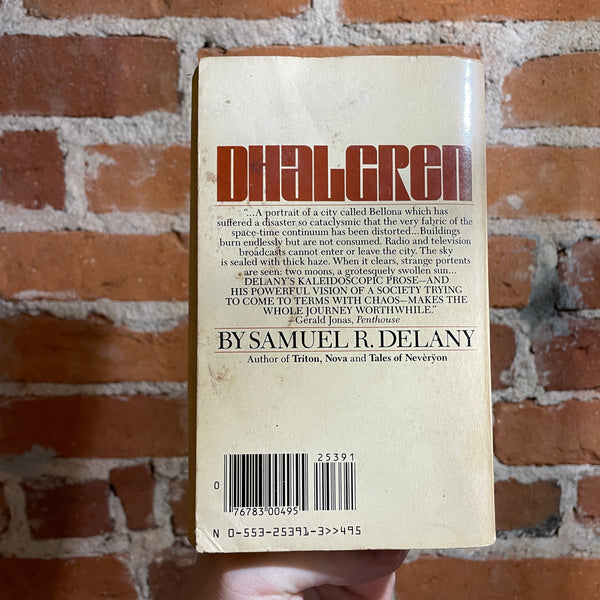 DHALGREN
“...A portrait of a city called Bellona which has
suffered a disaster so cataclysmic that the very fabric of the
space-time continuum has been distorted...Buildings
burn endlessly but are not consumed. Radio and television
broadcasts cannot enter or leave the city. The sky
is sealed with thick haze. When it clears, strange portents
are seen: two moons, a grotesquely swollen sun...
DELANY’S KALEIDOSCOPIC PROSE—AND
HIS POWERFUL VISION OF A SOCIETY TRYING
TO COME TO TERMS WITH CHAOS—MAKES THE
WHOLE JOURNEY WORTHWHILE.”
—Gerald Jonas, Penthouse
BY SAMUEL R. DELANY
Author of Triton, Nova and Tales of Nevèrÿon
25391
0
76783 00495
N 0-553-25391-3>>495